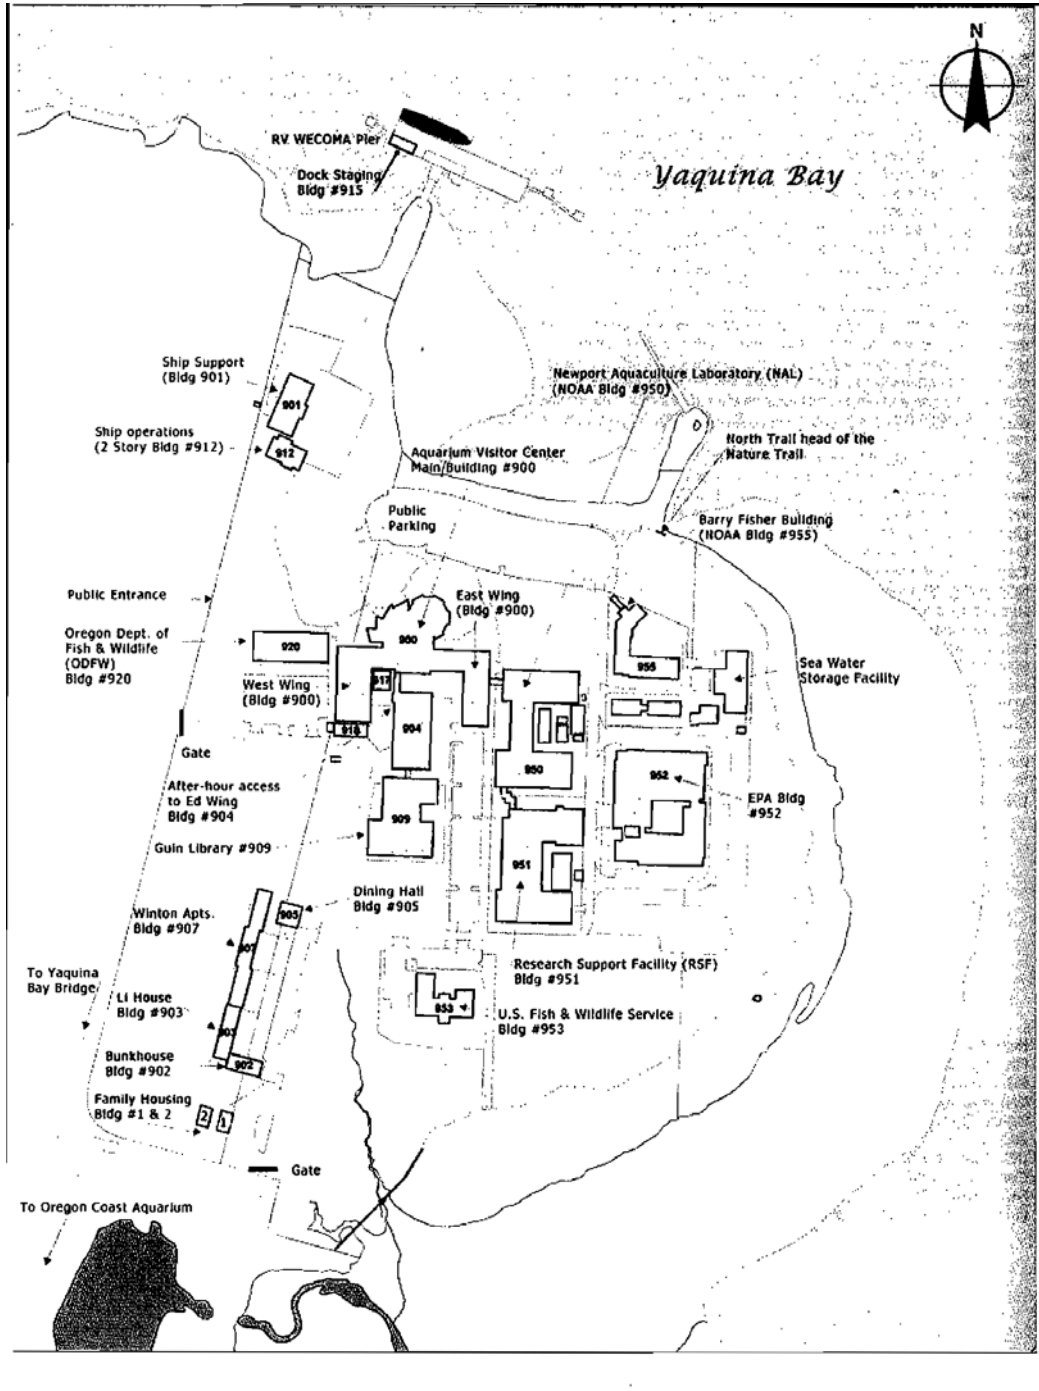 N
RV WECOMA Pier
Dock Staging
Bldg #915
Yaquina Bay
Ship Support
(Bldg 901)
901
Newport Aquaculture Laboratory (NAL)
(NOAA Bldg #950)
Ship operations
(2 Story Bldg #912)
912
North Trail head of the
Nature Trail
Aquarium Visitor Center
Main Building #900
Public
Parking
Barry Fisher Building
(NOAA Bldg #955)
Public Entrance
East Wing
(Bldg #900)
Oregon Dept. of
Fish & Wildlife
(ODFW)
Bldg #920
920
900
955
Sea Water
Storage Facility
West Wing
(Bldg #900)
917
904
918
Gate
950
952
After-hour access
to Ed Wing
Bldg #904
EPA Bldg
#952
909
Guin Library #909
951
Dining Hall
Bldg #905
905
Winton Apts.
Bldg #907
907
To Yaquina
Bay Bridge
Research Support Facility (RSF)
Bldg #951
Li House
Bldg #903
903
953
U.S. Fish & Wildlife Service
Bldg #953
Bunkhouse
Bldg #902
902
Family Housing
Bldg #1 & 2
2
1
Gate
To Oregon Coast Aquarium